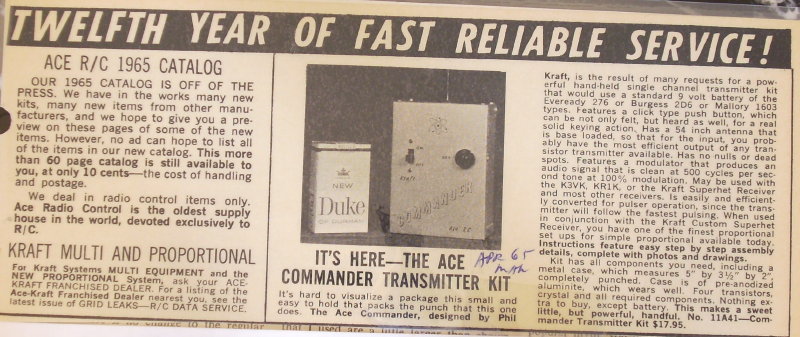 TWELFTH YEAR OF FAST RELIABLE SERVICE!
ACE R/C 1965 CATALOG
OUR 1965 CATALOG IS OFF OF THE
PRESS. We have in the works many new
kits, many new items from other manu-
facturers, and we hope to give you a pre-
view on these pages of some of the new
items. However, no ad can hope to list all
of the items in our new catalog. This more
than 60 page catalog is still available to
you, at only 10 cents—the cost of handling
and postage.
We deal in radio control items only.
Ace Radio Control is the oldest supply
house in the world, devoted exclusively to
R/C.
KRAFT MULTI AND PROPORTIONAL
For Kraft Systems MULTI EQUIPMENT and the
NEW PROPORTIONAL System, ask your ACE-
KRAFT FRANCHISED DEALER. For a listing of the
Ace-Kraft Franchised Dealer nearest you, see the
latest issue of GRID LEAKS—R/C DATA SERVICE.
NEW
Duke
OF DURHAM
COMMANDER
ACE R/C
APR 65
MAN
IT'S HERE—THE ACE
COMMANDER TRANSMITTER KIT
It's hard to visualize a package this small and
easy to hold that packs the punch that this one
does. The Ace Commander, designed by Phil
Kraft, is the result of many requests for a pow-
erful hand-held single channel transmitter kit
that would use a standard 9 volt battery of the
Eveready 276 or Burgess 2D6 or Mallory 1603
types. Features a click type push button, which
can be not only felt, but heard as well, for a real
solid keying action. Has a 54 inch antenna that
is base loaded, so that for the input, you prob-
ably have the most efficient output of any tran-
sistor transmitter available. Has no nulls or dead
spots. Features a modulator that produces an
audio signal that is clean at 500 cycles per sec-
ond tone at 100% modulation. May be used with
the K3VK, KR1K, or the Kraft Superhet Receiver
and most other receivers. Is easily and efficient-
ly converted for pulser operation, since the trans-
mitter will follow the fastest pulsing. When used
in conjunction with the Kraft Custom Superhet
Receiver, you have one of the finest proportional
set ups for simple proportional available today.
Instructions feature easy step by step assembly
details, complete with photos and drawings.
Kit has all components you need, including a
metal case, which measures 5" by 3½" by 2",
completely punched. Case is of pre-anodized
aluminite, which wears well. Four transistors,
crystal and all required components. Nothing ex-
tra to buy, except battery. This makes a sweet
little, but powerful, handful. No. 11A41—Com-
mander Transmitter Kit $17.95.